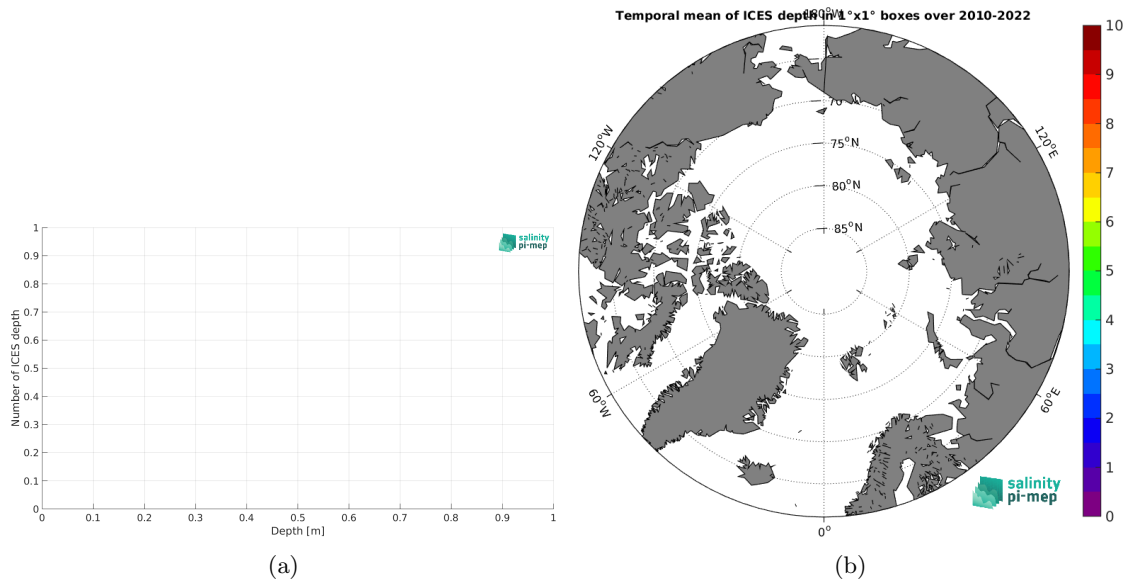 Temporal mean of ICES depth in 1°x1° boxes over 2010-2022
180°W
120°W
120°E
60°W
60°E
0°
70
75°N
80°N
85°N
10
9
8
7
6
5
4
3
2
1
0
salinity
pi-mep
1
0.9
0.8
0.7
0.6
0.5
0.4
0.3
0.2
0.1
0
Number of ICES depth
0
0.1
0.2
0.3
0.4
0.5
0.6
0.7
0.8
0.9
1
Depth [m]
salinity
pi-mep
(a)
(b)